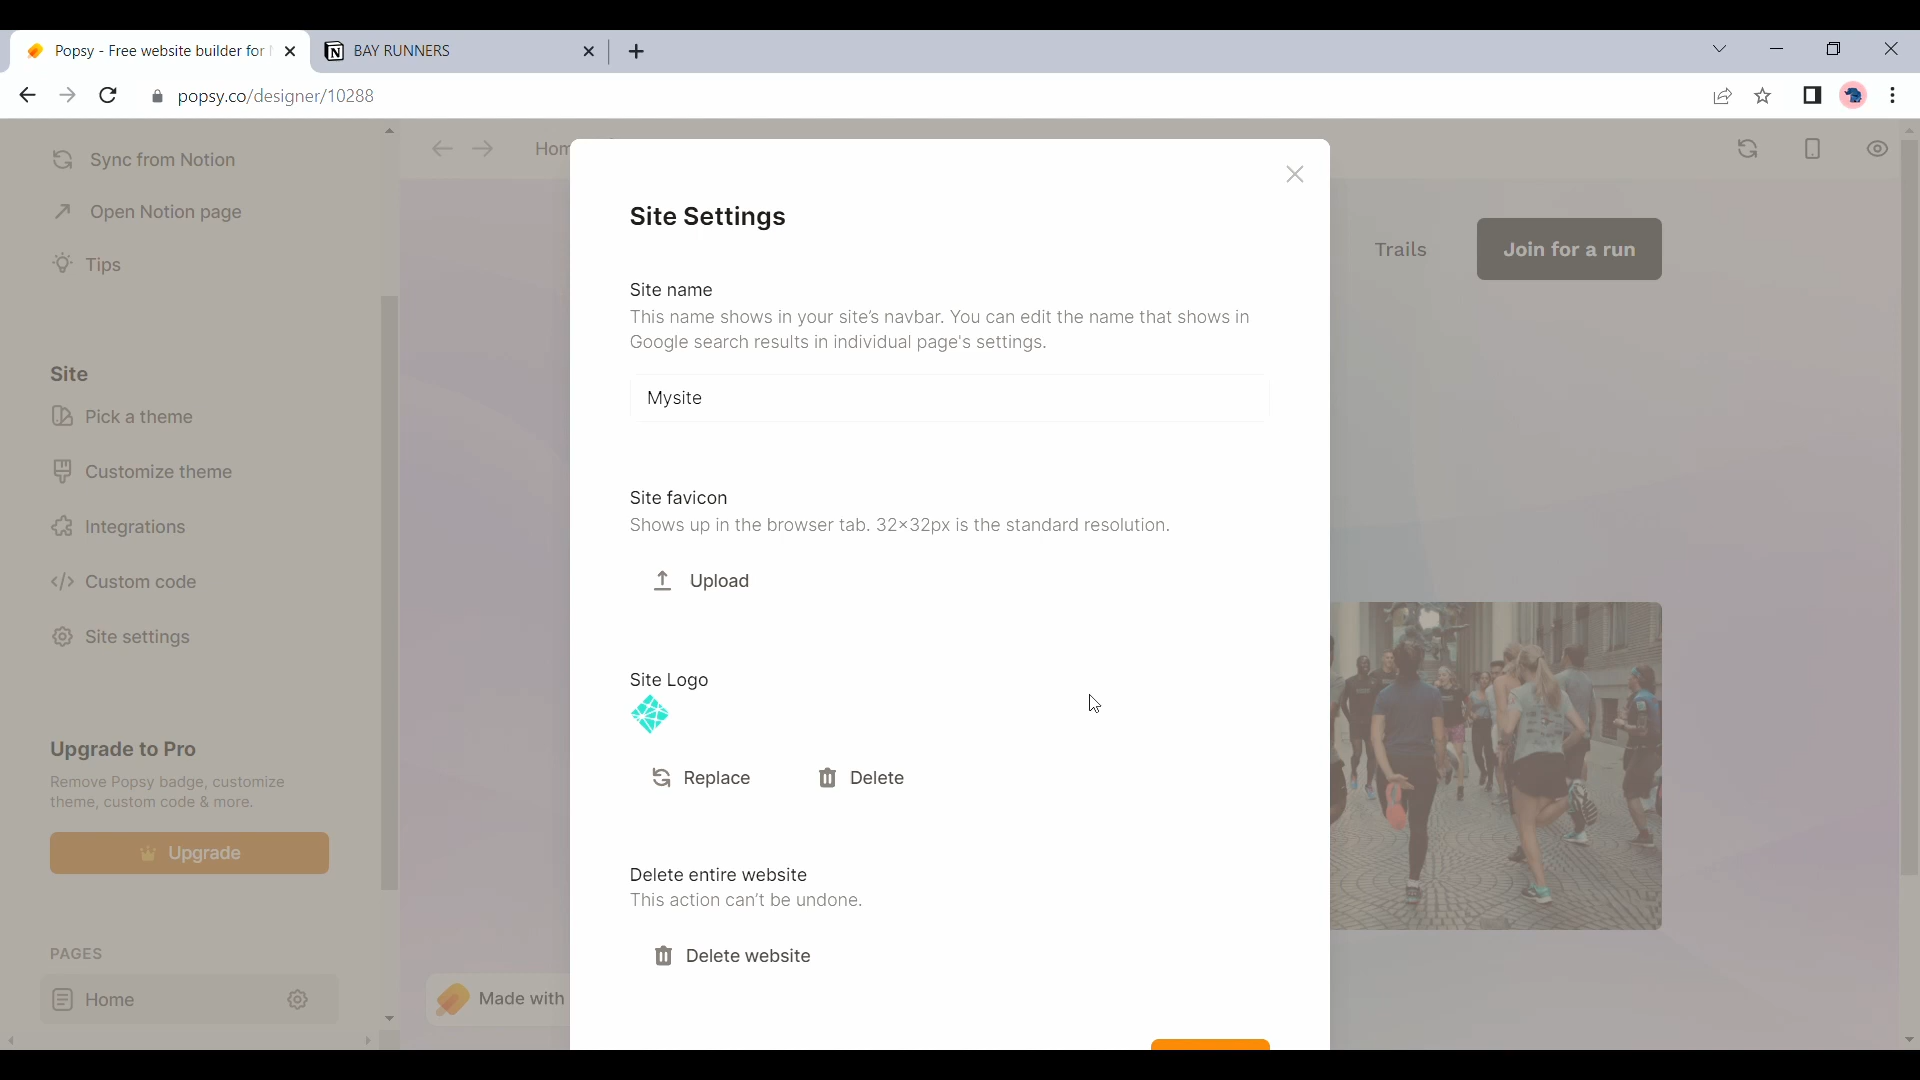 Popsy - Free website builder for
BAY RUNNERS
popsy.co/designer/10288
Sync from Notion
Open Notion page
Tips
Site
Pick a theme
Customize theme
Integrations
Custom code
Site settings
Upgrade to Pro
Remove Popsy badge, customize
theme, custom code & more.
Upgrade
PAGES
Home
Hom
Trails
Join for a run
Made with
Site Settings
Site name
This name shows in your site's navbar. You can edit the name that shows in
Google search results in individual page's settings.
Mysite
Site favicon
Shows up in the browser tab. 32×32px is the standard resolution.
Upload
Site Logo
Replace
Delete
Delete entire website
This action can't be undone.
Delete website